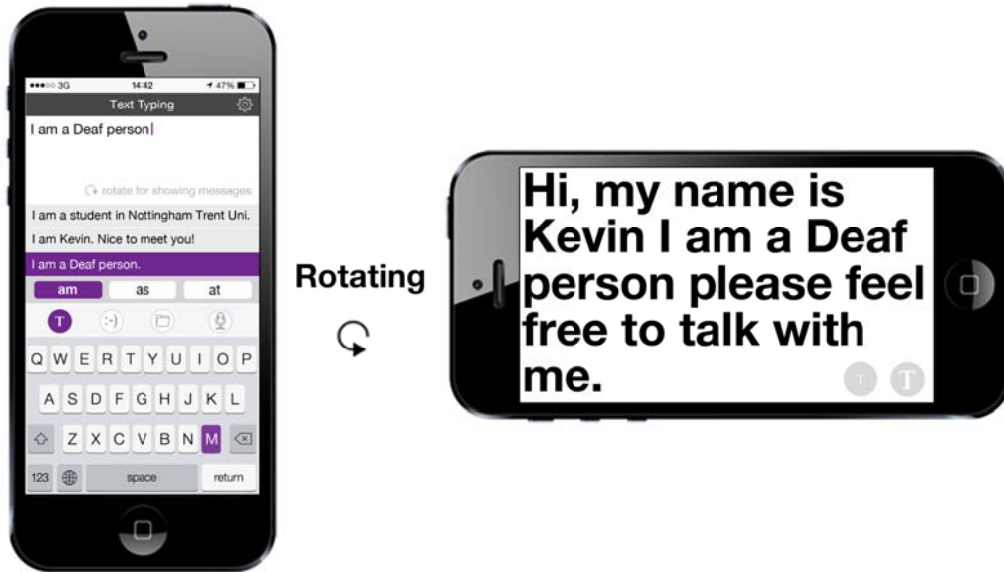 3G 14:42 47%
Text Typing
I am a Deaf person
rotate for showing messages
I am a student in Nottingham Trent Uni.
I am Kevin. Nice to meet you!
I am a Deaf person.
am as at
T :-)
Q W E R T Y U I O P
A S D F G H J K L
Z X C V B N M
123 space return
Rotating
Hi, my name is
Kevin I am a Deaf
person please feel
free to talk with
me.
T T